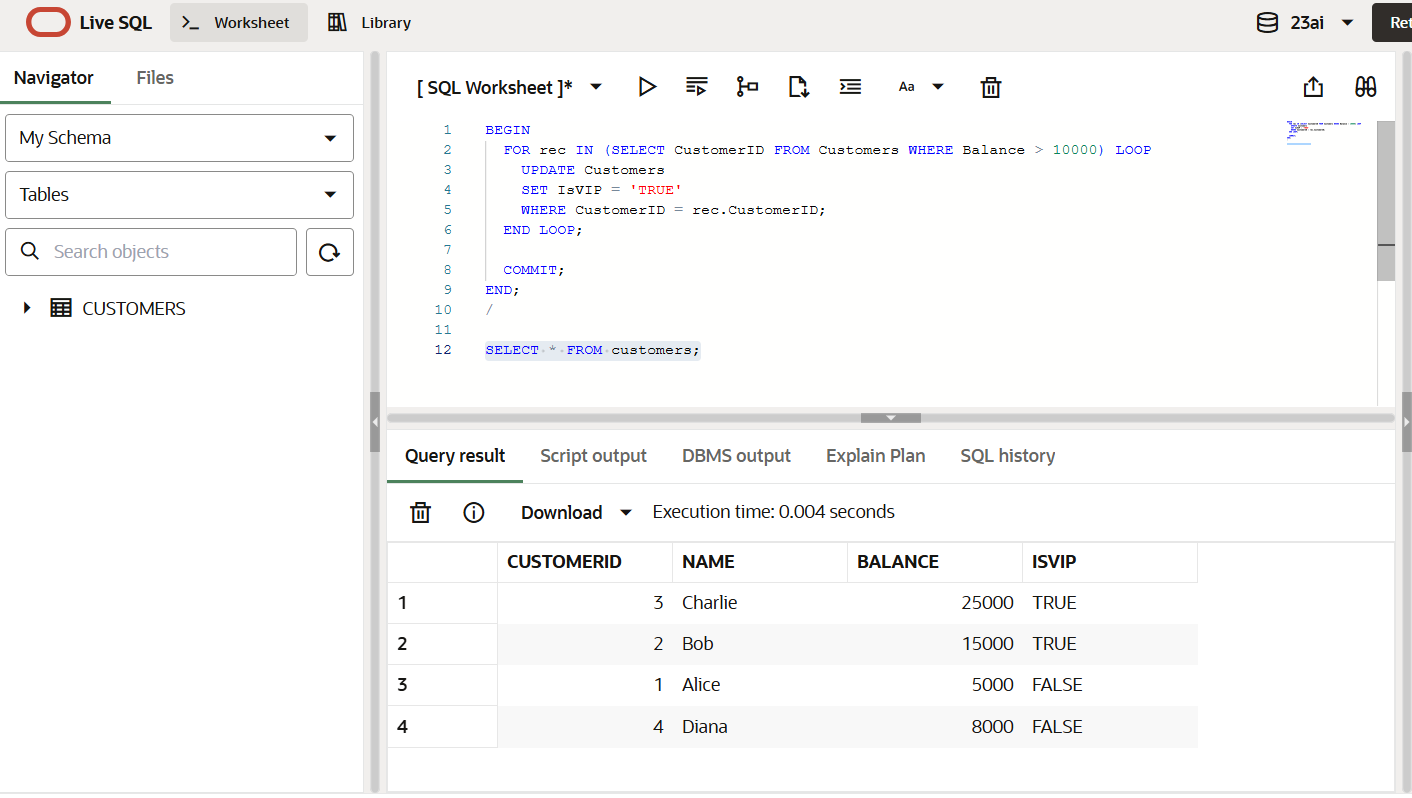 Live SQL
Worksheet
Library
23ai
Ret
Navigator
Files
My Schema
Tables
Search objects
CUSTOMERS
[ SQL Worksheet ]*
Aa
1 BEGIN
2 FOR rec IN (SELECT CustomerID FROM Customers WHERE Balance > 10000) LOOP
3 UPDATE Customers
4 SET IsVIP = 'TRUE'
5 WHERE CustomerID = rec.CustomerID;
6 END LOOP;
7
8 COMMIT;
9 END;
10 /
11
12 SELECT * FROM customers;
Query result
Script output
DBMS output
Explain Plan
SQL history
Download
Execution time: 0.004 seconds
CUSTOMERID NAME BALANCE ISVIP
1 3 Charlie 25000 TRUE
2 2 Bob 15000 TRUE
3 1 Alice 5000 FALSE
4 4 Diana 8000 FALSE